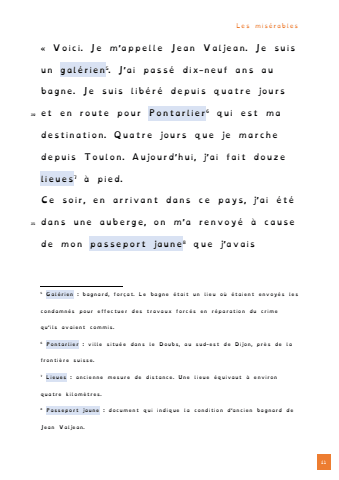 Les misérables
« Voici. Je m'appelle Jean Valjean. Je suis
un galérien⁵. J'ai passé dix-neuf ans au
bagne. Je suis libéré depuis quatre jours
et en route pour Pontarlier⁶ qui est ma
destination. Quatre jours que je marche
depuis Toulon. Aujourd'hui, j'ai fait douze
lieues⁷ à pied.
Ce soir, en arrivant dans ce pays, j'ai été
dans une auberge, on m'a renvoyé à cause
de mon passeport jaune⁸ que j'avais
⁵ Galérien : bagnard, forçat. Le bagne était un lieu où étaient envoyés les
condamnés pour effectuer des travaux forcés en réparation du crime
qu'ils avaient commis.
⁶ Pontarlier : ville située dans le Doubs, au sud-est de Dijon, près de la
frontière suisse.
⁷ Lieues : ancienne mesure de distance. Une lieue équivaut à environ
quatre kilomètres.
⁸ Passeport jaune : document qui indique la condition d'ancien bagnard de
Jean Valjean.